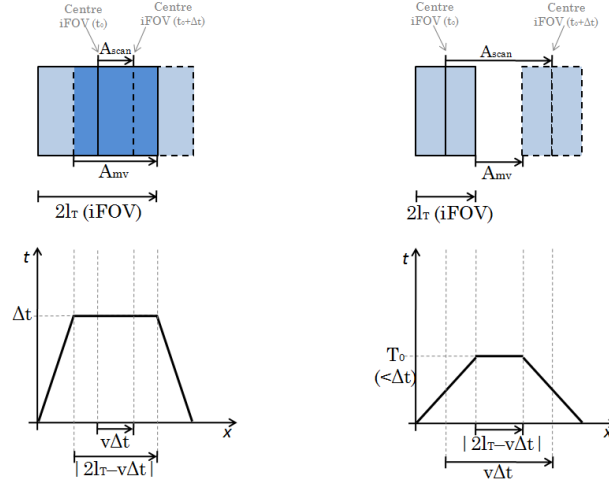 Centre
iFOV (t₀)
Centre
iFOV (t₀+Δt)
Ascan
Amv
2lT (iFOV)
Centre
iFOV (t₀)
Centre
iFOV (t₀+Δt)
Ascan
Amv
2lT (iFOV)
t
Δt
x
vΔt
| 2lT–vΔt |
t
T₀
(<Δt)
x
| 2lT–vΔt |
vΔt